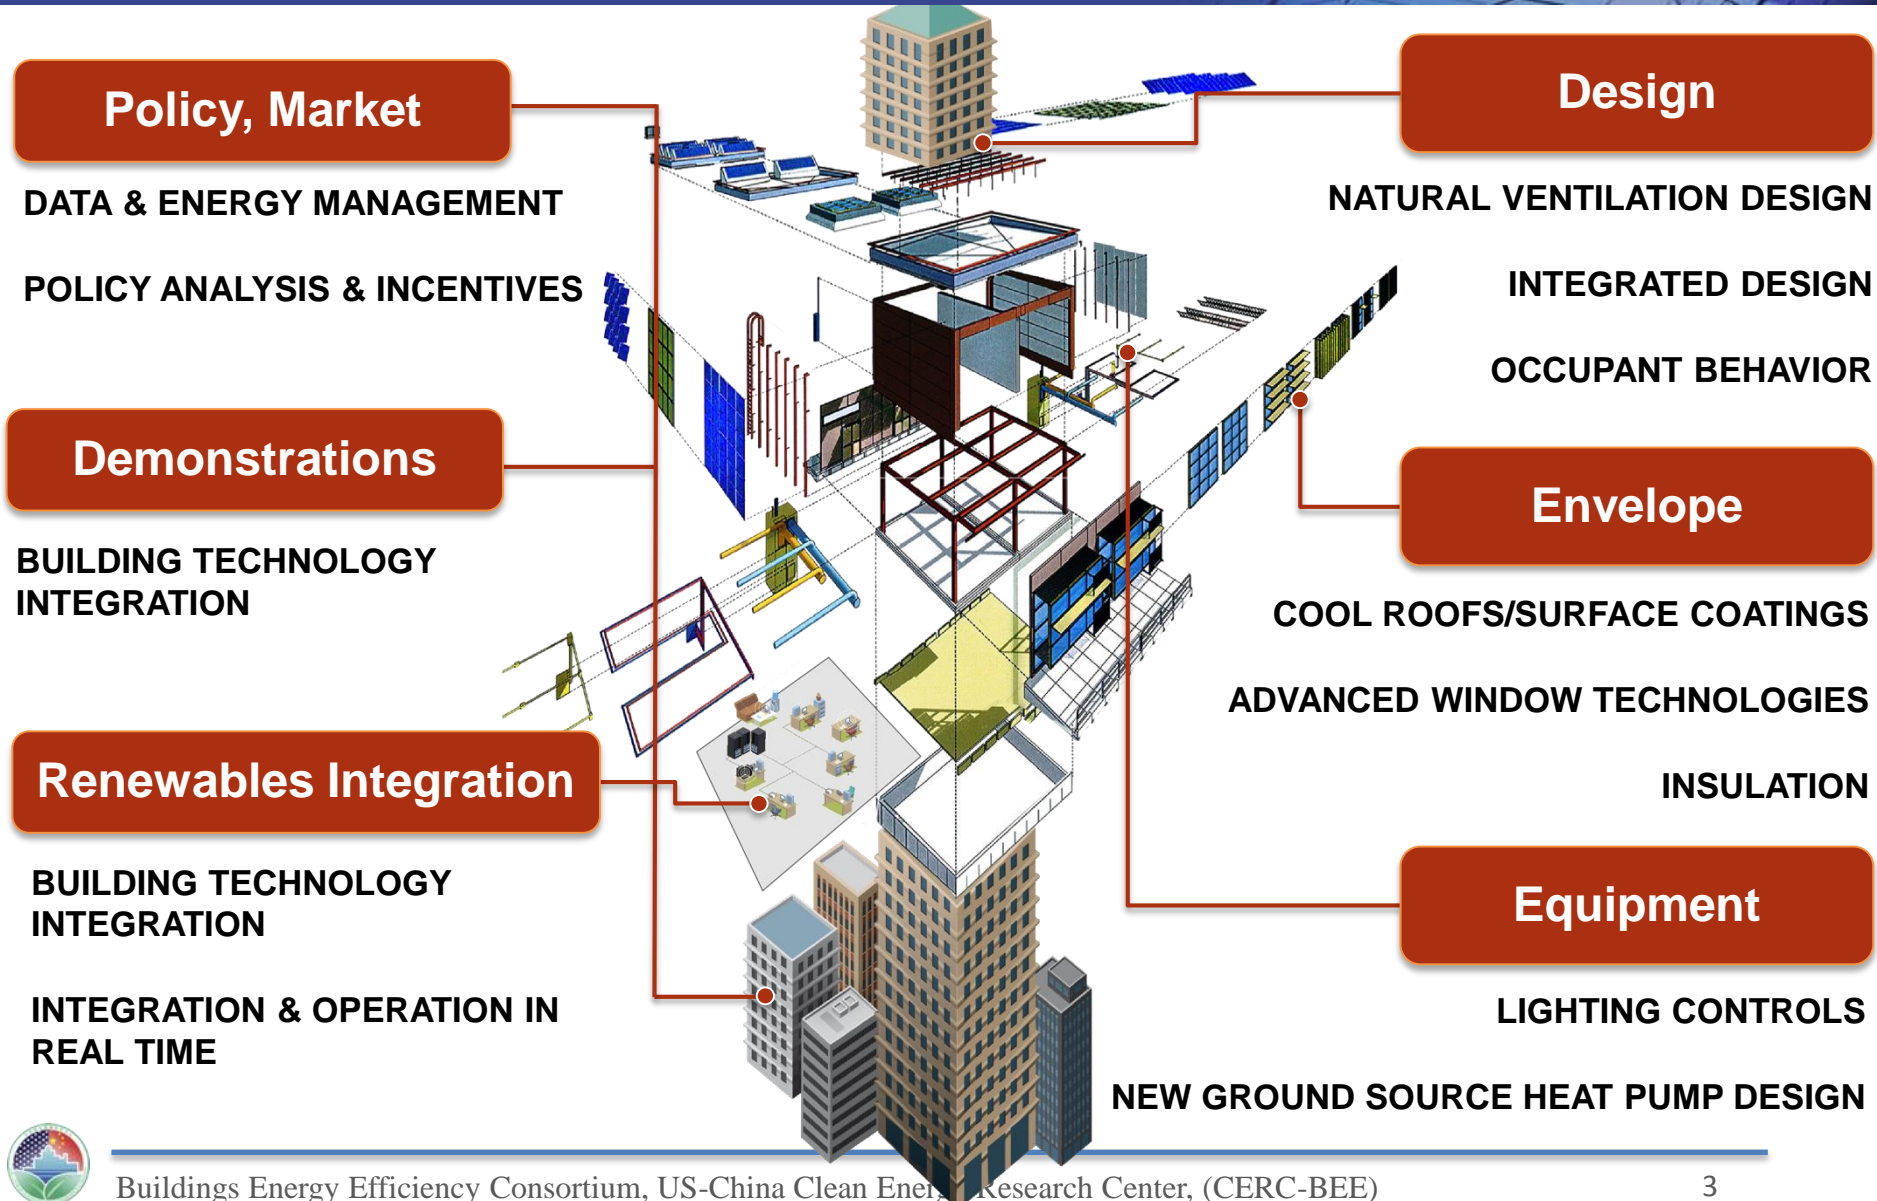 Policy, Market
DATA & ENERGY MANAGEMENT
POLICY ANALYSIS & INCENTIVES
Demonstrations
BUILDING TECHNOLOGY
INTEGRATION
Renewables Integration
BUILDING TECHNOLOGY
INTEGRATION
INTEGRATION & OPERATION IN
REAL TIME
Design
NATURAL VENTILATION DESIGN
INTEGRATED DESIGN
OCCUPANT BEHAVIOR
Envelope
COOL ROOFS/SURFACE COATINGS
ADVANCED WINDOW TECHNOLOGIES
INSULATION
Equipment
LIGHTING CONTROLS
NEW GROUND SOURCE HEAT PUMP DESIGN
Buildings Energy Efficiency Consortium, US-China Clean Energy Research Center, (CERC-BEE)
3